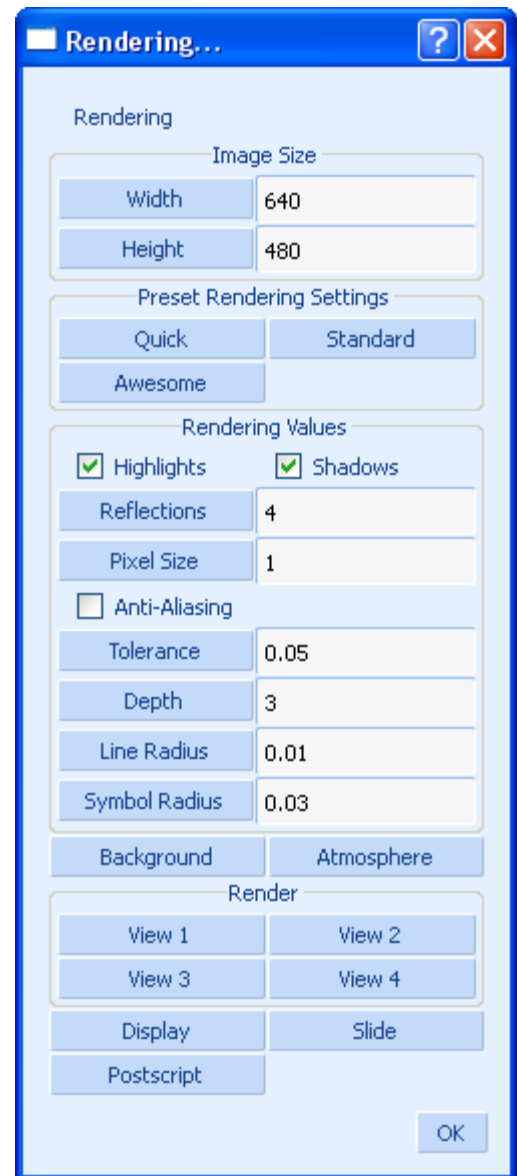 Rendering...
Rendering
Image Size
Width 640
Height 480
Preset Rendering Settings
Quick Standard
Awesome
Rendering Values
Highlights Shadows
Reflections 4
Pixel Size 1
Anti-Aliasing
Tolerance 0.05
Depth 3
Line Radius 0.01
Symbol Radius 0.03
Background Atmosphere
Render
View 1 View 2
View 3 View 4
Display Slide
Postscript
OK